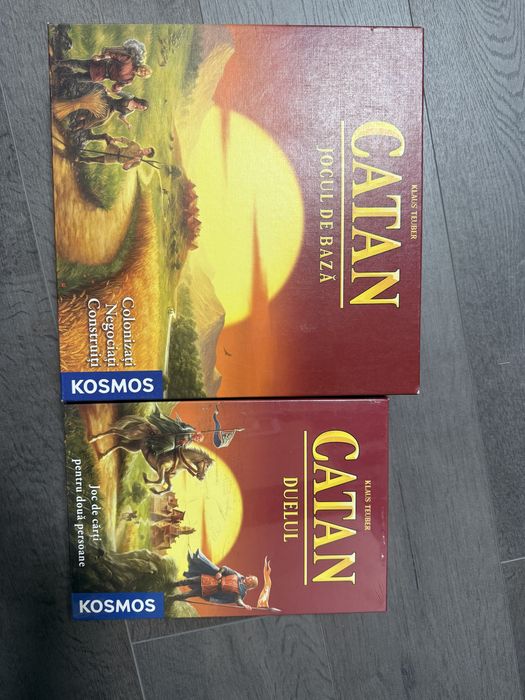 KLAUS TEUBER
CATAN
JOCUL DE BAZĂ
Colonizați
Negociați
Construiți
KOSMOS
KLAUS TEUBER
CATAN
DUELUL
Joc de cărți
pentru două persoane
KOSMOS